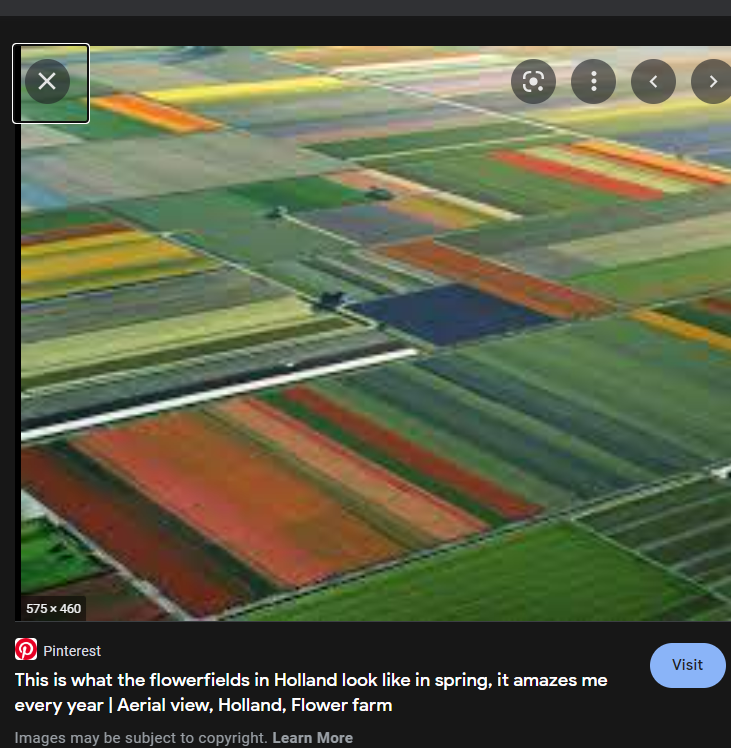 575 × 460
Pinterest
This is what the flowerfields in Holland look like in spring, it amazes me
every year | Aerial view, Holland, Flower farm
Visit
Images may be subject to copyright. Learn More